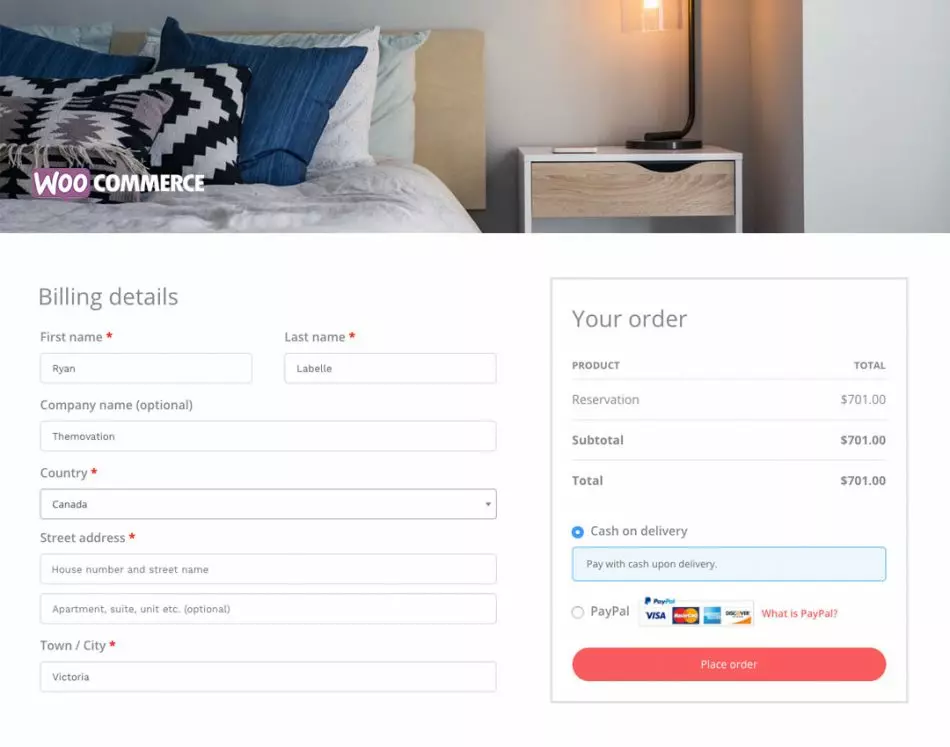 WOO COMMERCE
Billing details
First name *
Last name *
Ryan
Labelle
Company name (optional)
Themovation
Country *
Canada
Street address *
House number and street name
Apartment, suite, unit etc. (optional)
Town / City *
Victoria
Your order
PRODUCT TOTAL
Reservation $701.00
Subtotal $701.00
Total $701.00
Cash on delivery
Pay with cash upon delivery.
PayPal PayPal What is PayPal?
VISA MasterCard AMERICAN EXPRESS DISCOVER
Place order